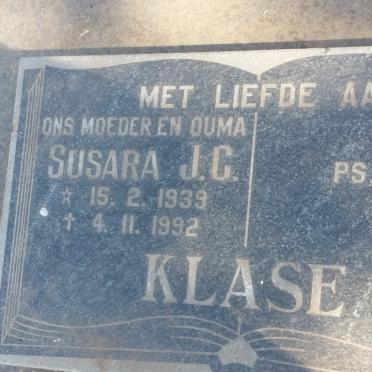 MET LIEFDE AA
ONS MOEDER EN OUMA
SUSARA J.C.
* 15. 2. 1939
† 4. 11. 1992
PS.
KLASE